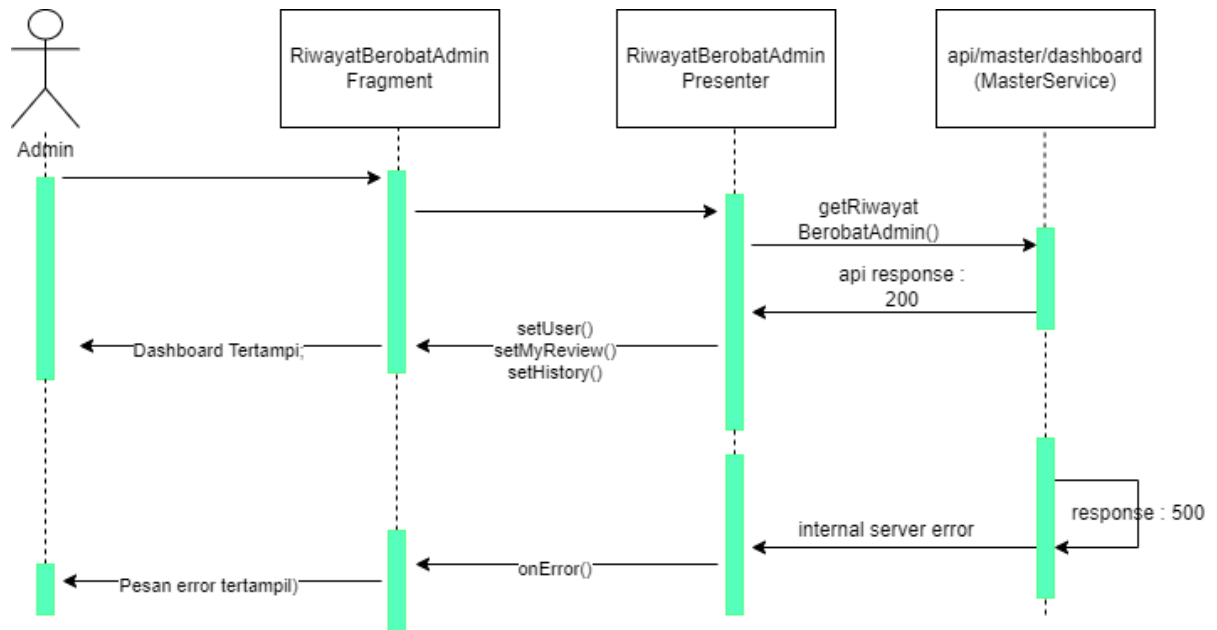 Admin
RiwayatBerobatAdmin
Fragment
RiwayatBerobatAdmin
Presenter
api/master/dashboard
(MasterService)
getRiwayat
BerobatAdmin()
api response :
200
setUser()
setMyReview()
setHistory()
Dashboard Tertampi;
response : 500
internal server error
onError()
Pesan error tertampil)